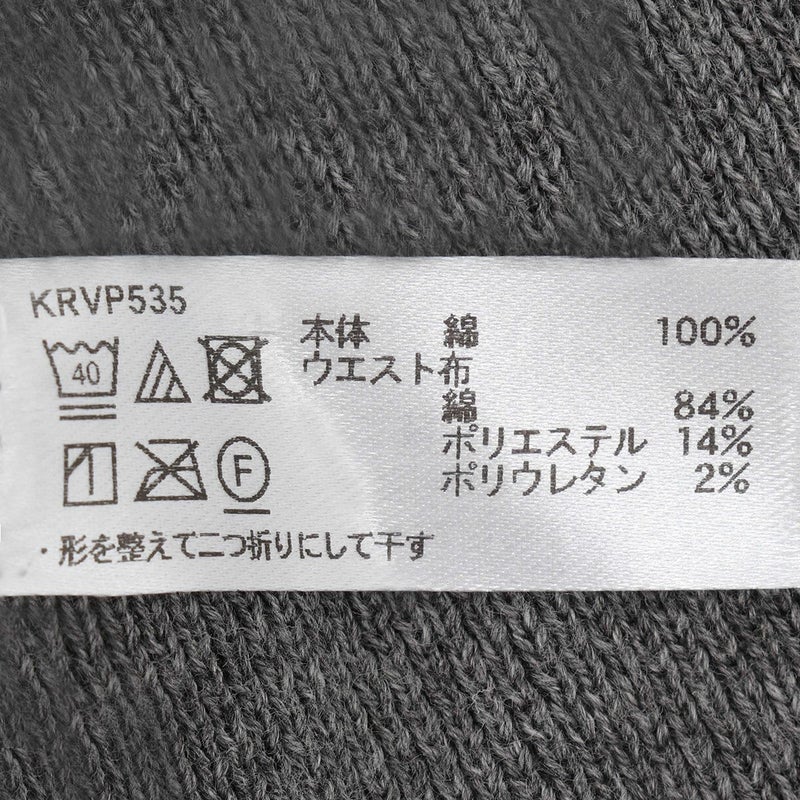 KRVP535
40
F
本体 綿 100%
ウエスト布
綿 84%
ポリエステル 14%
ポリウレタン 2%
・形を整えて二つ折りにして干す